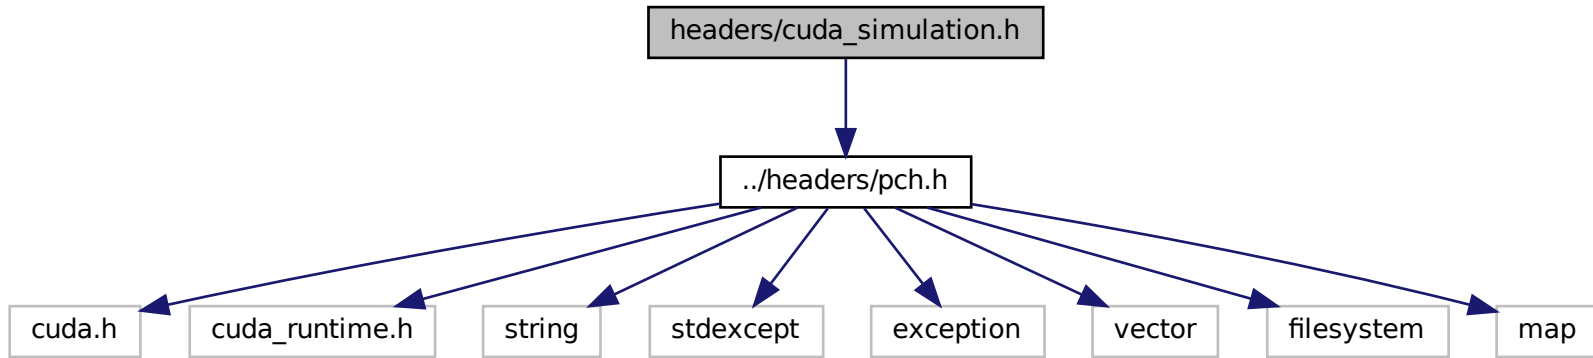 headers/cuda_simulation.h
../headers/pch.h
cuda.h
cuda_runtime.h
string
stdexcept
exception
vector
filesystem
map